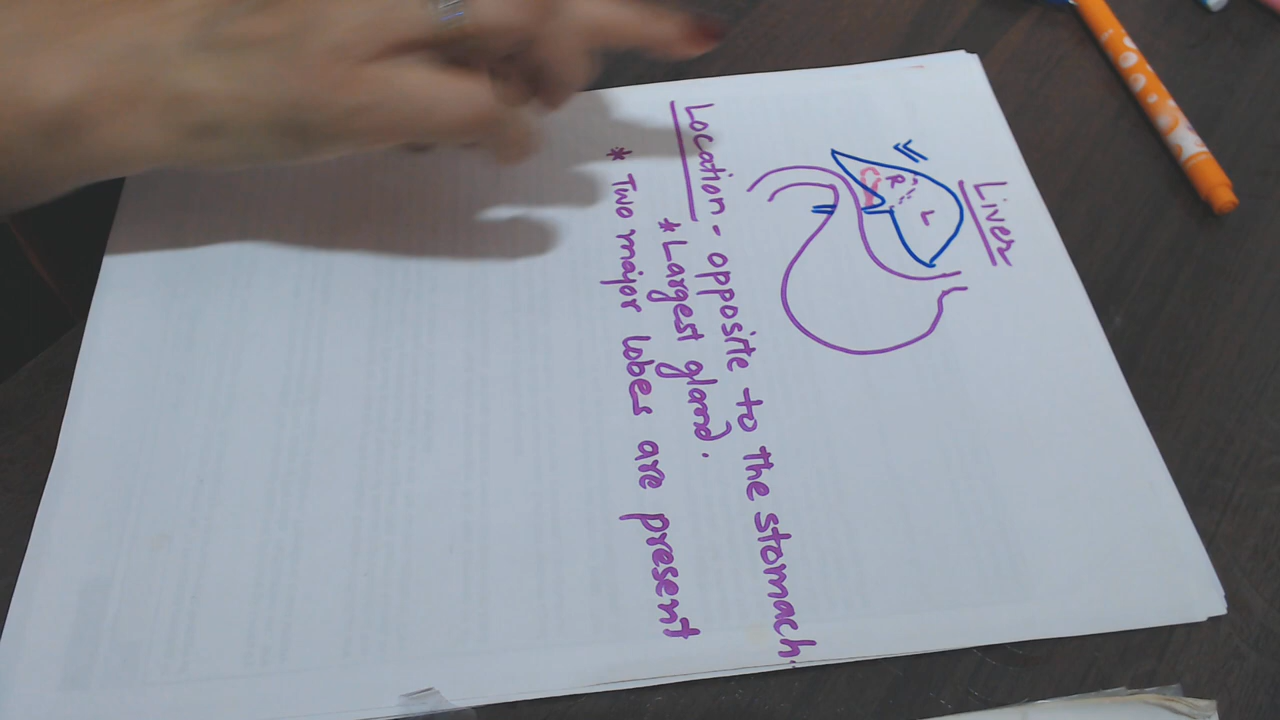 Liver
R
L
Location - opposite to the stomach.
* Largest gland.
* Two major lobes are present